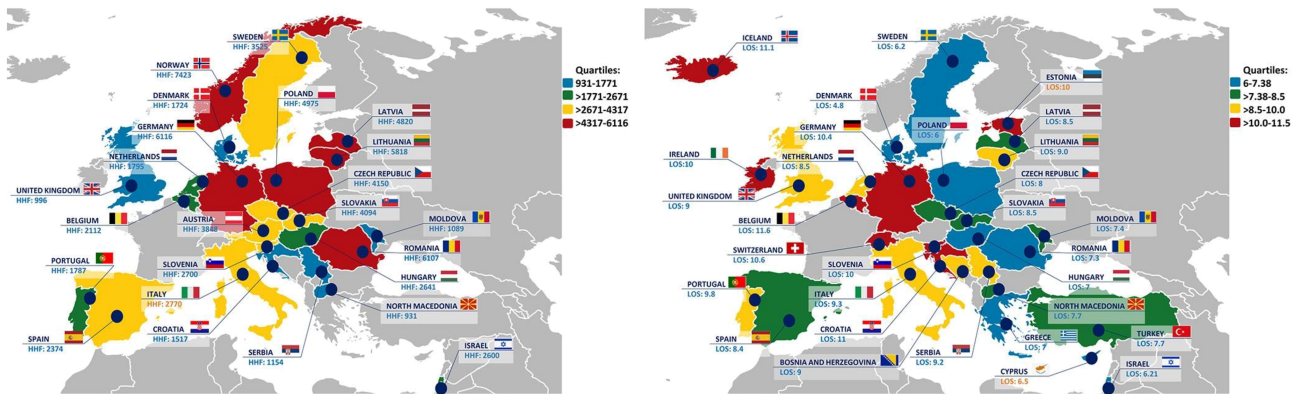 SWEDEN
HHF: 3525
NORWAY
HHF: 7423
DENMARK
HHF: 1724
POLAND
HHF: 4975
GERMANY
HHF: 6116
LATVIA
HHF: 4820
NETHERLANDS
HHF: 1795
LITHUANIA
HHF: 5818
UNITED KINGDOM
HHF: 996
CZECH REPUBLIC
HHF: 4150
BELGIUM
HHF: 2112
AUSTRIA
HHF: 3848
SLOVAKIA
HHF: 4094
MOLDOVA
HHF: 1089
PORTUGAL
HHF: 1787
SLOVENIA
HHF: 2700
ROMANIA
HHF: 6107
ITALY
HHF: 2770
HUNGARY
HHF: 2641
NORTH MACEDONIA
HHF: 931
CROATIA
HHF: 1517
SPAIN
HHF: 2374
SERBIA
HHF: 1154
ISRAEL
HHF: 2600
Quartiles:
931-1771
>1771-2671
>2671-4317
>4317-6116
ICELAND
LOS: 11.1
SWEDEN
LOS: 6.2
ESTONIA
LOS:10
DENMARK
LOS: 4.8
LATVIA
LOS: 8.5
GERMANY
LOS: 10.4
POLAND
LOS: 6
LITHUANIA
LOS: 9.0
IRELAND
LOS:10
NETHERLANDS
LOS: 8.5
CZECH REPUBLIC
LOS: 8
UNITED KINGDOM
LOS: 9
SLOVAKIA
LOS: 8.5
BELGIUM
LOS: 11.6
MOLDOVA
LOS: 7.4
SWITZERLAND
LOS: 10.6
ROMANIA
LOS: 7.3
SLOVENIA
LOS: 10
HUNGARY
LOS: 7
PORTUGAL
LOS: 9.8
ITALY
LOS: 9.3
NORTH MACEDONIA
LOS: 7.7
CROATIA
LOS: 11
SPAIN
LOS: 8.4
GREECE
LOS: 7
TURKEY
LOS: 7.7
BOSNIA AND HERZEGOVINA
LOS: 9
SERBIA
LOS: 9.2
CYPRUS
LOS: 6.5
ISRAEL
LOS: 6.21
Quartiles:
6-7.38
>7.38-8.5
>8.5-10.0
>10.0-11.5